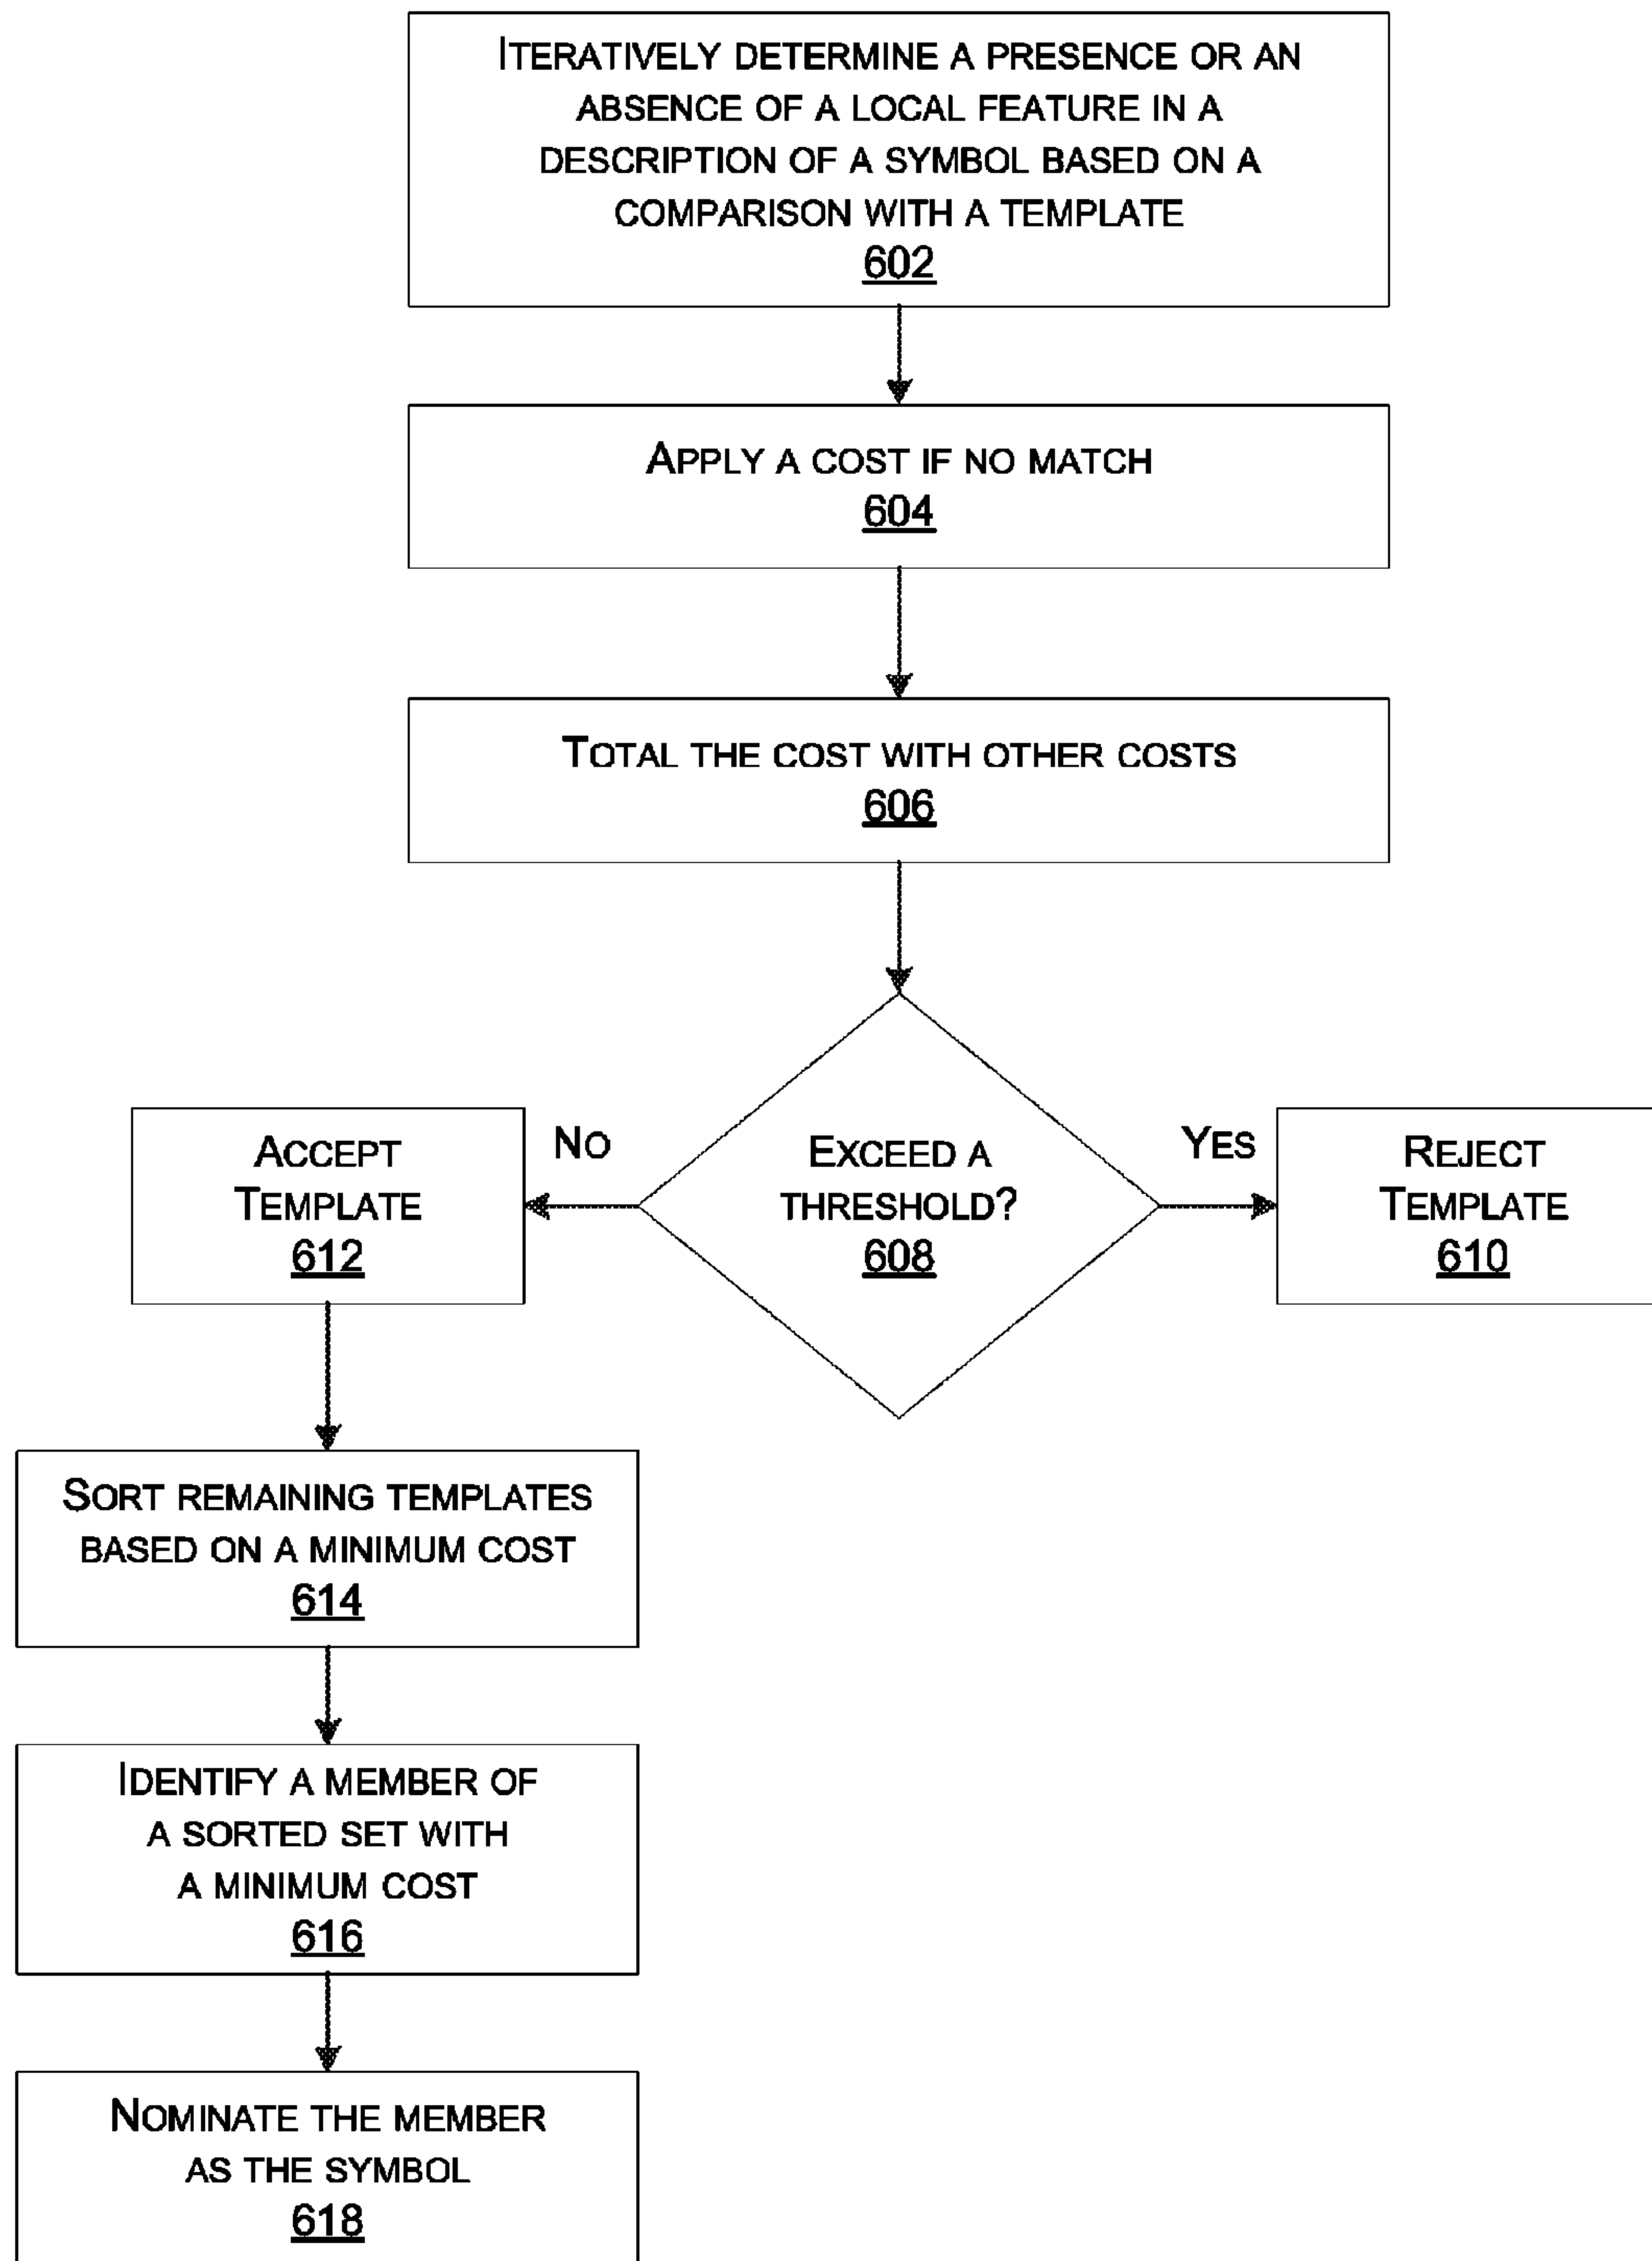 ITERATIVELY DETERMINE A PRESENCE OR AN
ABSENCE OF A LOCAL FEATURE IN A
DESCRIPTION OF A SYMBOL BASED ON A
COMPARISON WITH A TEMPLATE
602
APPLY A COST IF NO MATCH
604
TOTAL THE COST WITH OTHER COSTS
606
EXCEED A
THRESHOLD?
608
NO
YES
ACCEPT
TEMPLATE
612
REJECT
TEMPLATE
610
SORT REMAINING TEMPLATES
BASED ON A MINIMUM COST
614
IDENTIFY A MEMBER OF
A SORTED SET WITH
A MINIMUM COST
616
NOMINATE THE MEMBER
AS THE SYMBOL
618